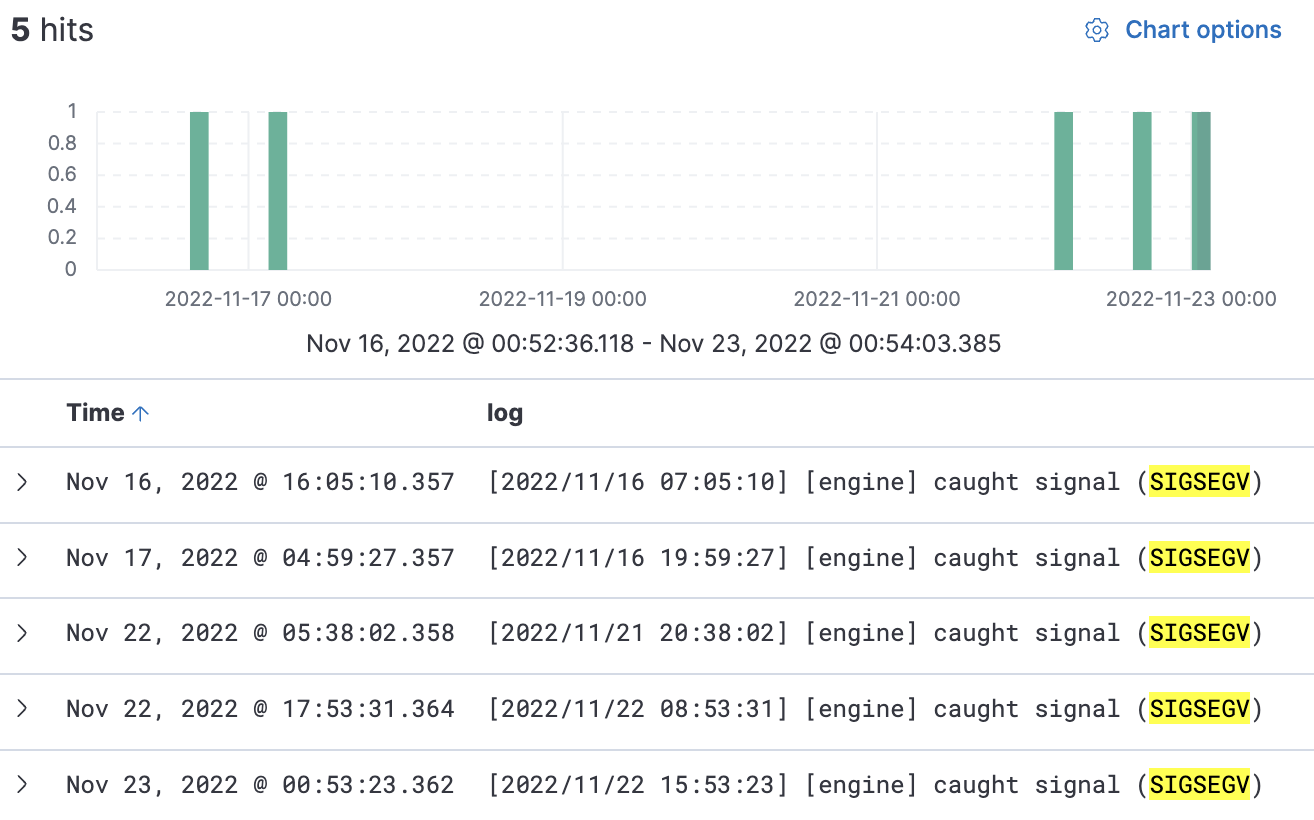 5 hits
Chart options
1
0.8
0.6
0.4
0.2
0
2022-11-17 00:00 2022-11-19 00:00 2022-11-21 00:00 2022-11-23 00:00
Nov 16, 2022 @ 00:52:36.118 - Nov 23, 2022 @ 00:54:03.385
Time log
Nov 16, 2022 @ 16:05:10.357 [2022/11/16 07:05:10] [engine] caught signal (SIGSEGV)
Nov 17, 2022 @ 04:59:27.357 [2022/11/16 19:59:27] [engine] caught signal (SIGSEGV)
Nov 22, 2022 @ 05:38:02.358 [2022/11/21 20:38:02] [engine] caught signal (SIGSEGV)
Nov 22, 2022 @ 17:53:31.364 [2022/11/22 08:53:31] [engine] caught signal (SIGSEGV)
Nov 23, 2022 @ 00:53:23.362 [2022/11/22 15:53:23] [engine] caught signal (SIGSEGV)